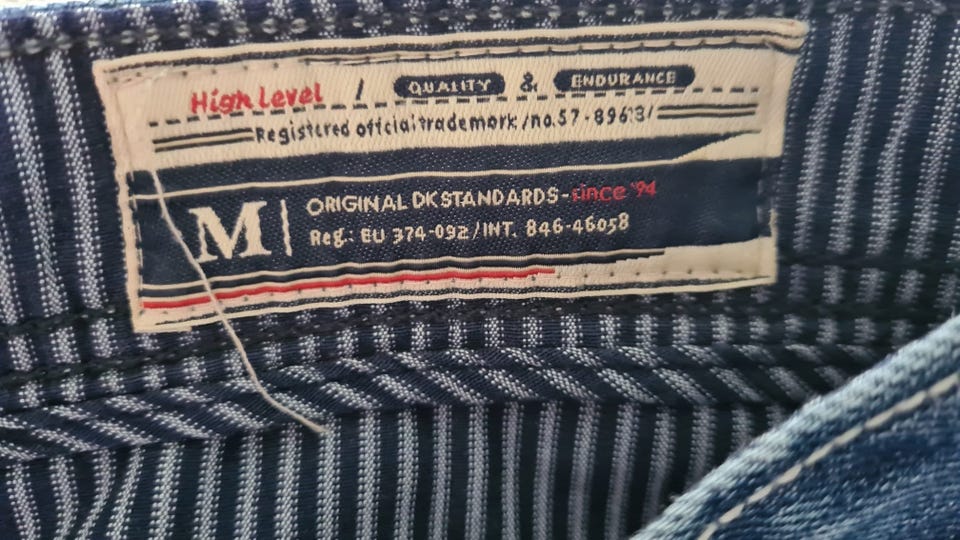 High Level / QUALITY & ENDURANCE
Registered official trademark /no.57-8963/
M
ORIGINAL DK STANDARDS - since '94
Reg.: EU 374-092 / INT. 846-46058